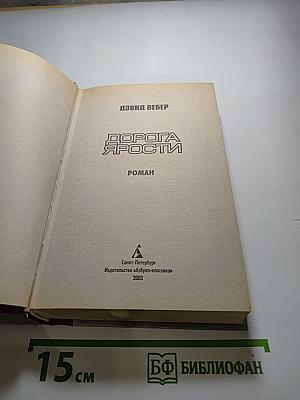 ДЭВИД ВЕБЕР
ДОРОГА
ЯРОСТИ
РОМАН
Санкт-Петербург
Издательство «Азбука-классика»
2003
15 см
БФ БИБЛИОФАН